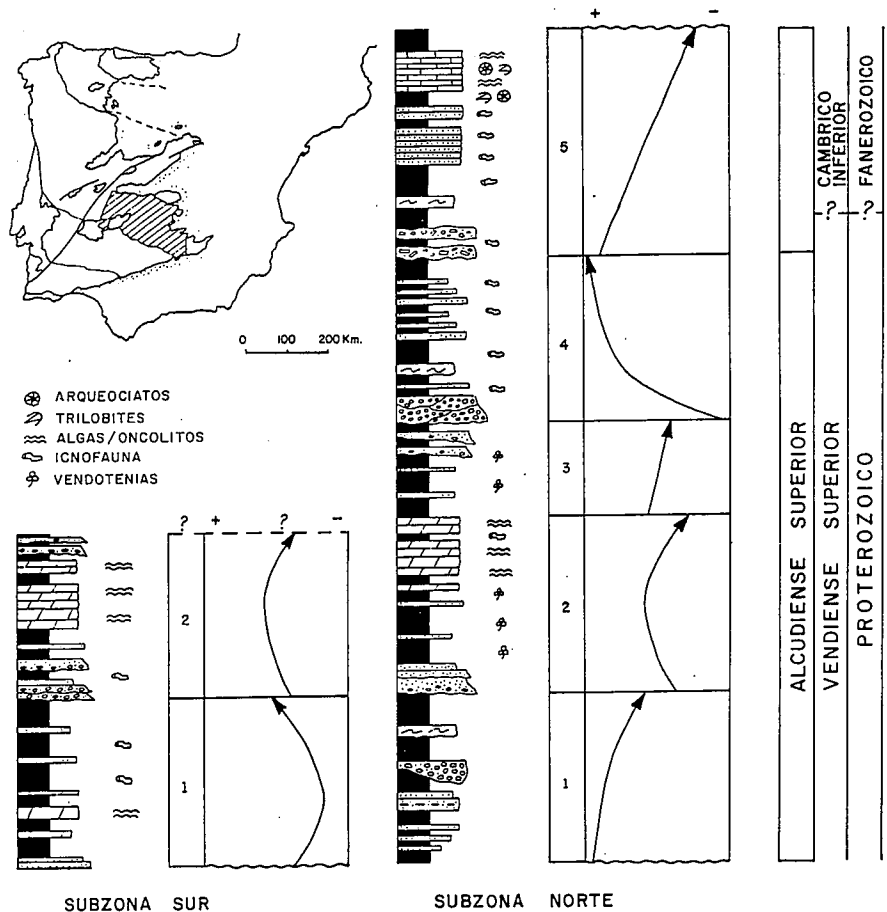 0 100 200 Km.
ARQUEOCIATOS
TRILOBITES
ALGAS/ONCOLITOS
IGNOFAUNA
VENDOTENIAS
? + ? -
2
1
SUBZONA SUR
+ -
5
4
3
2
1
SUBZONA NORTE
ALCUDIENSE SUPERIOR
CAMBRICO INFERIOR
?
VENDIENSE SUPERIOR
FANEROZOICO
?
PROTEROZOICO